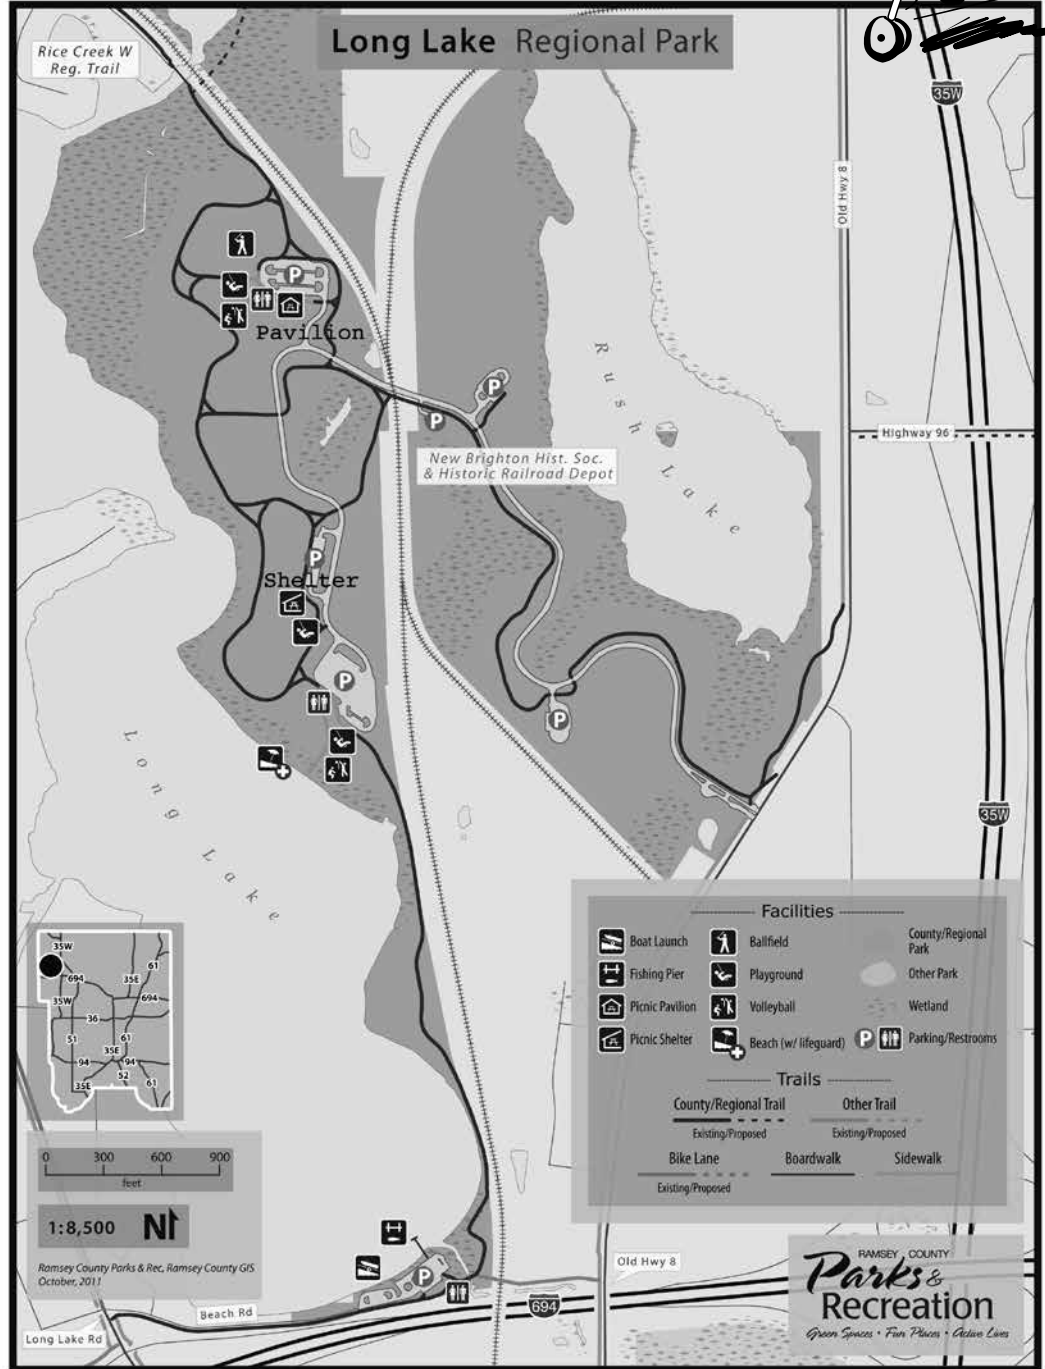 Long Lake Regional Park
Rice Creek W
Reg. Trail
35W
Old Hwy 8
P
Pavilion
P
P
Rush Lake
Highway 96
New Brighton Hist. Soc.
& Historic Railroad Depot
P
Shelter
P
P
Long Lake
35W
Facilities
Boat Launch
Ballfield
County/Regional
Park
Fishing Pier
Playground
Other Park
Picnic Pavilion
Volleyball
Wetland
Picnic Shelter
Beach (w/ lifeguard)
P
Parking/Restrooms
Trails
County/Regional Trail
Other Trail
Existing/Proposed
Existing/Proposed
Bike Lane
Boardwalk
Sidewalk
Existing/Proposed
35W
61
694
35E
35W
694
36
51
61
35E
94
94
52
35E
61
0 300 600 900
feet
1:8,500 N
Ramsey County Parks & Rec, Ramsey County GIS
October, 2011
P
Old Hwy 8
694
Beach Rd
Long Lake Rd
RAMSEY COUNTY
Parks &
Recreation
Green Spaces • Fun Places • Active Lives